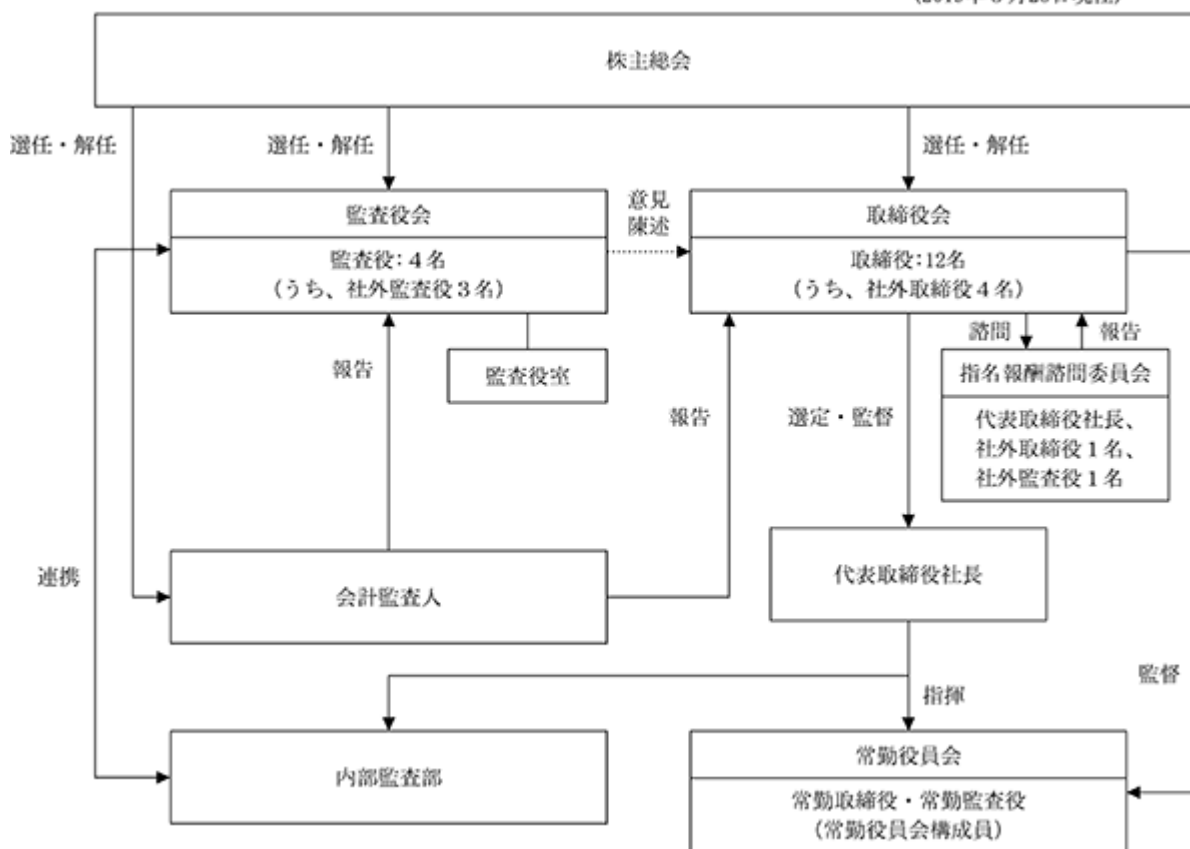 株主総会
選任・解任
選任・解任
選任・解任
監査役会
監査役:4名
(うち、社外監査役3名)
意見
陳述
取締役会
取締役:12名
(うち、社外取締役4名)
諮問
報告
監査役室
指名報酬諮問委員会
代表取締役社長、
社外取締役1名、
社外監査役1名
報告
報告
選定・監督
連携
会計監査人
代表取締役社長
監督
指揮
内部監査部
常勤役員会
常勤取締役・常勤監査役
(常勤役員会構成員)